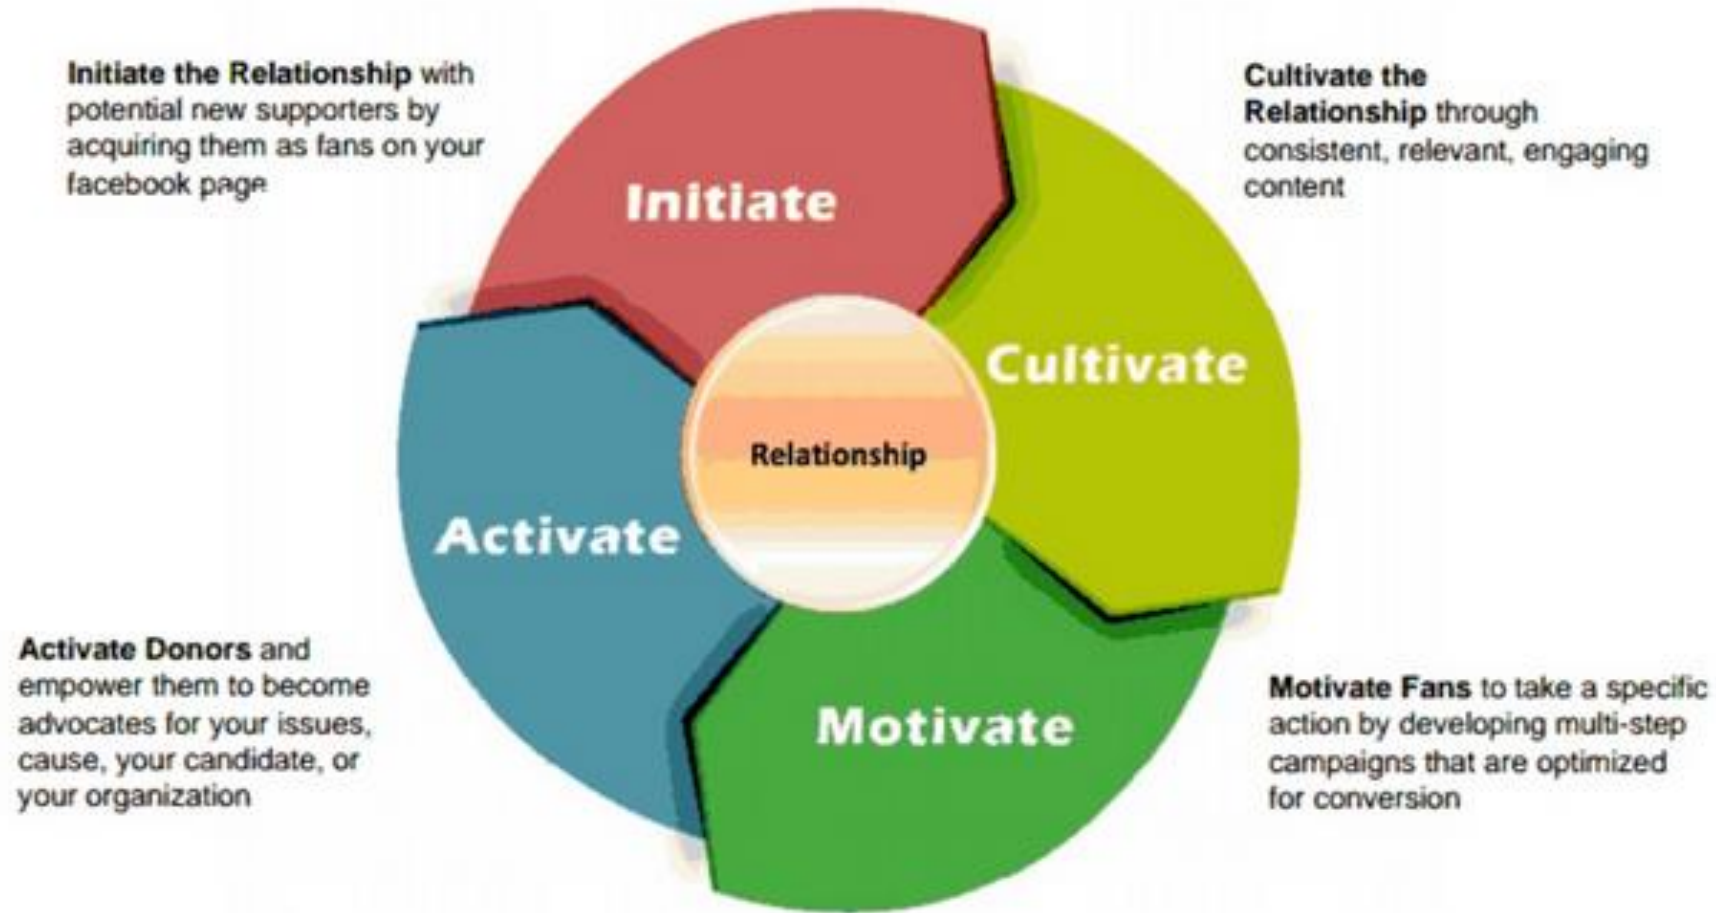 Initiate the Relationship with
potential new supporters by
acquiring them as fans on your
facebook page
Cultivate the
Relationship through
consistent, relevant, engaging
content
Initiate
Cultivate
Relationship
Activate
Motivate
Activate Donors and
empower them to become
advocates for your issues,
cause, your candidate, or
your organization
Motivate Fans to take a specific
action by developing multi-step
campaigns that are optimized
for conversion